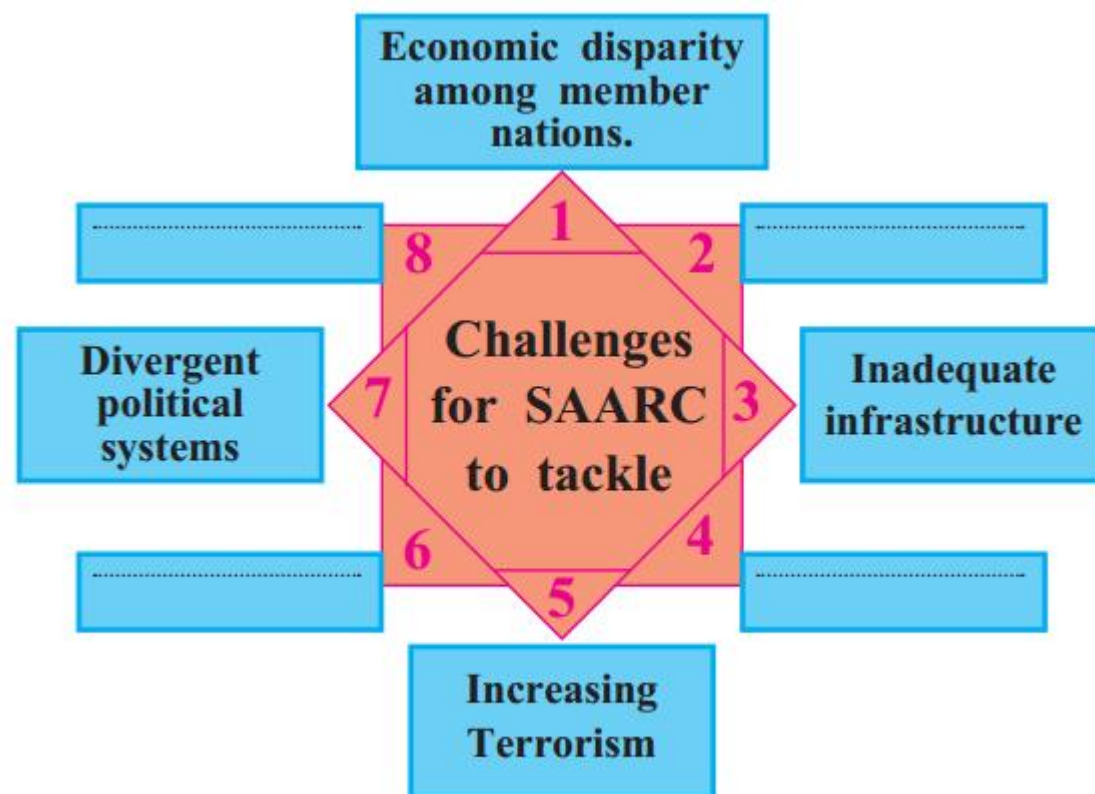 Economic disparity
among member
nations.
1
8
2
Challenges
for SAARC
to tackle
7
3
Divergent
political
systems
Inadequate
infrastructure
6
4
5
Increasing
Terrorism